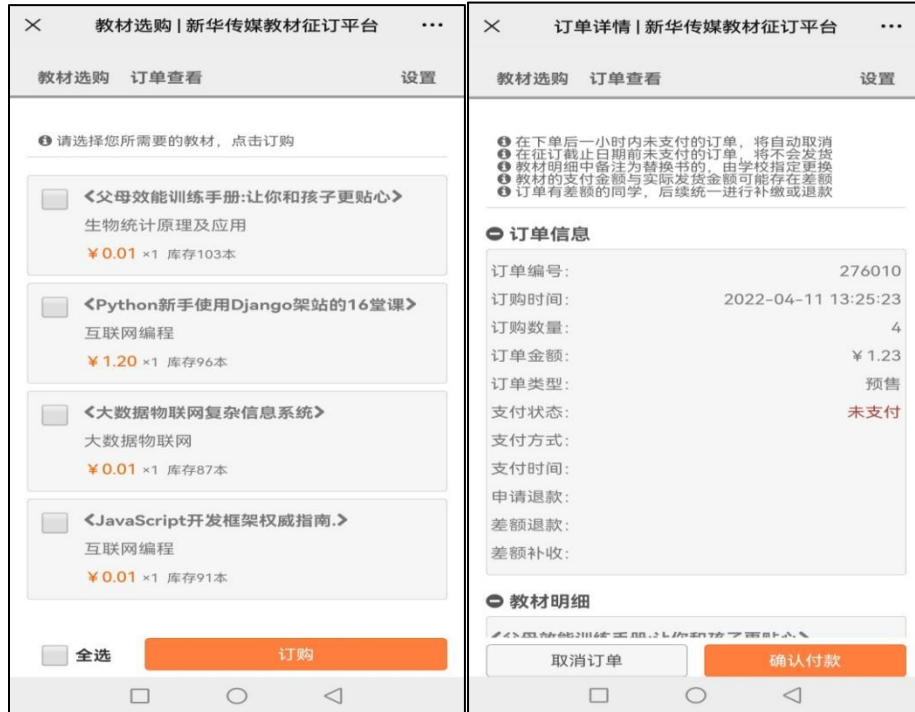 教材选购 | 新华传媒教材征订平台
教材选购 订单查看 设置
请选择您所需要的教材，点击订购
《父母效能训练手册:让你和孩子更贴心》
生物统计原理及应用
￥0.01 ×1 库存103本
《Python新手使用Django架站的16堂课》
互联网编程
￥1.20 ×1 库存96本
《大数据物联网复杂信息系统》
大数据物联网
￥0.01 ×1 库存87本
《JavaScript开发框架权威指南.》
互联网编程
￥0.01 ×1 库存91本
全选 订购
订单详情 | 新华传媒教材征订平台
教材选购 订单查看 设置
在下单后一小时内未支付的订单，将自动取消
在征订截止日期前未支付的订单，将不会发货
教材明细中备注为替换书的，由学校指定更换
教材的支付金额与实际发货金额可能存在差额
订单有差额的同学，后续统一进行补缴或退款
订单信息
订单编号: 276010
订购时间: 2022-04-11 13:25:23
订购数量: 4
订单金额: ￥1.23
订单类型: 预售
支付状态: 未支付
支付方式:
支付时间:
申请退款:
差额退款:
差额补收:
教材明细
《父母效能训练手册:让你和孩子更贴心》
取消订单 确认付款